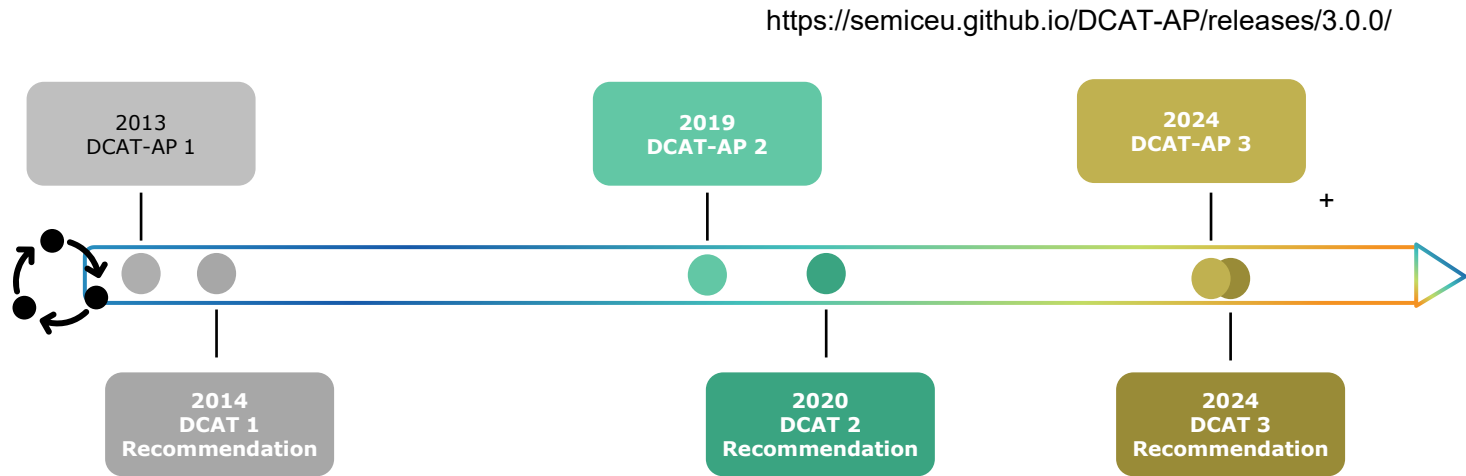 https://semiceu.github.io/DCAT-AP/releases/3.0.0/
2013
DCAT-AP 1
2019
DCAT-AP 2
2024
DCAT-AP 3
+
2014
DCAT 1
Recommendation
2020
DCAT 2
Recommendation
2024
DCAT 3
Recommendation